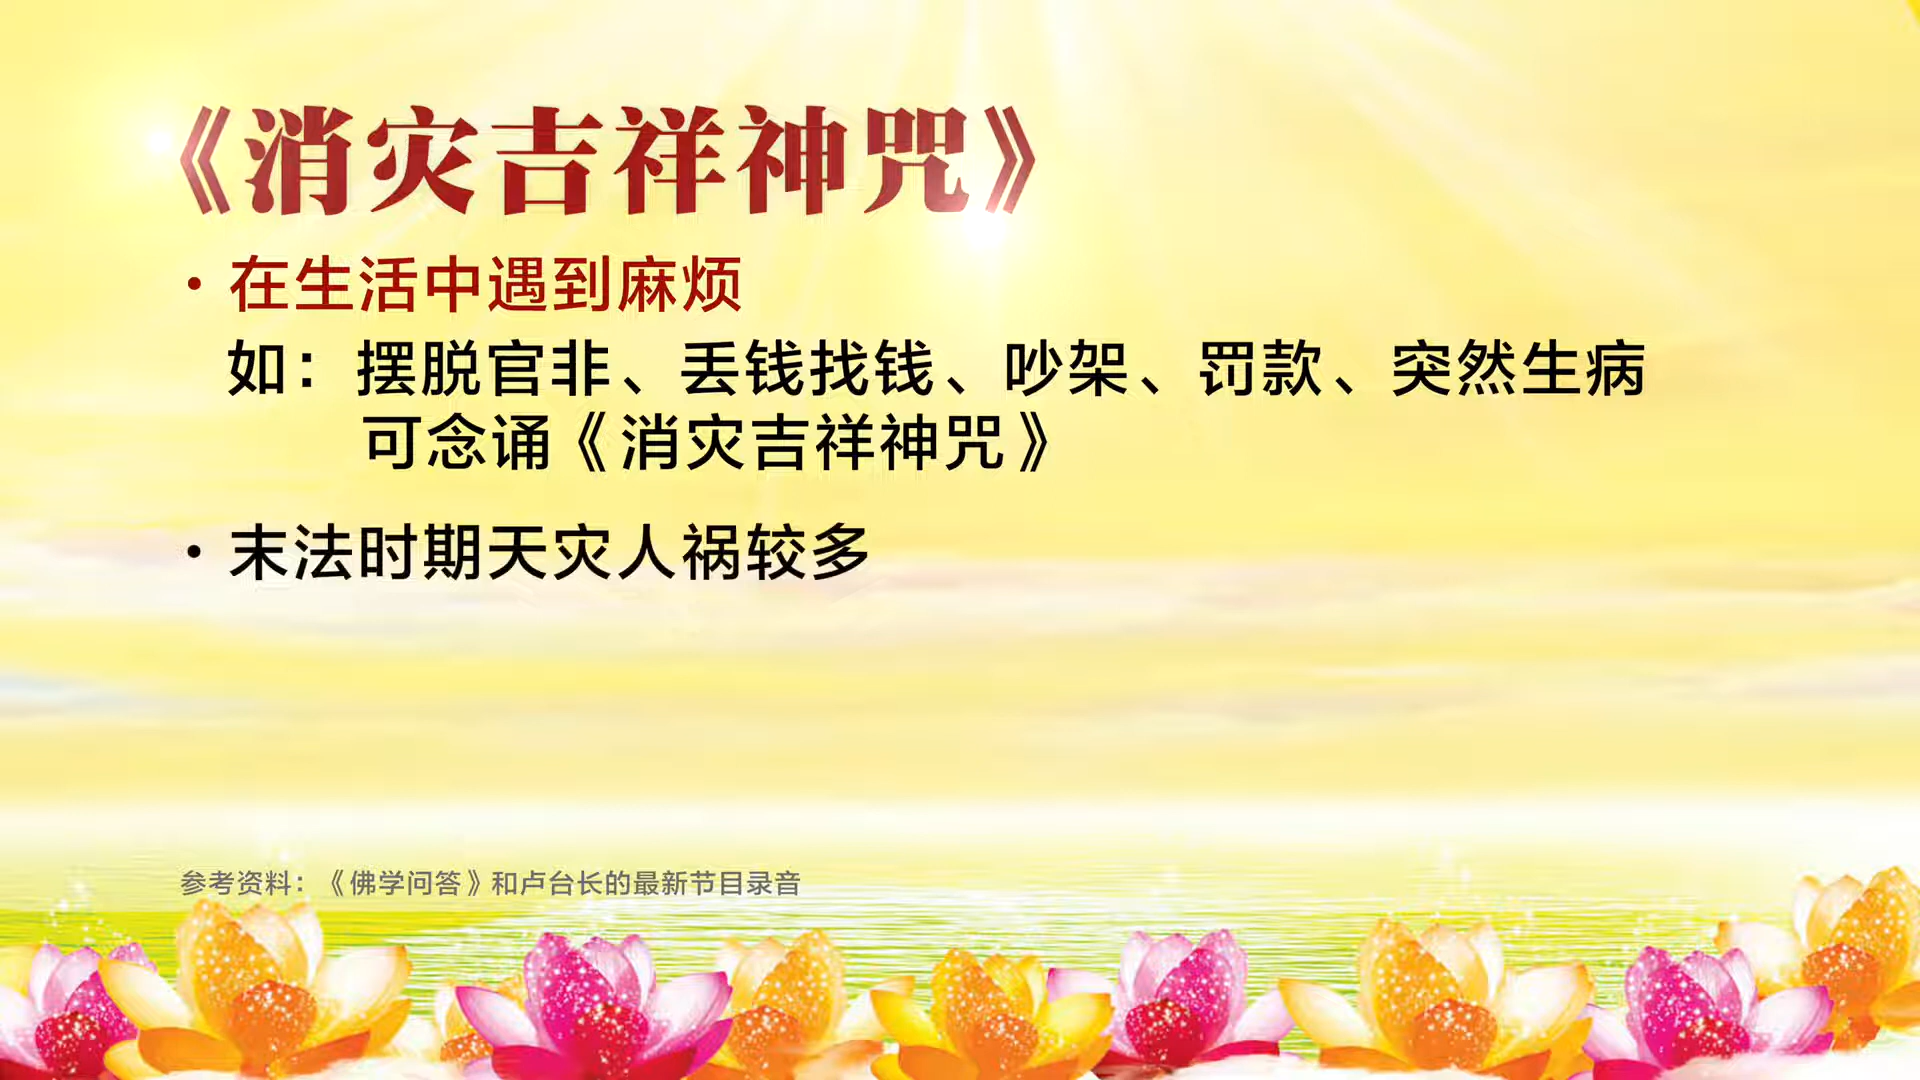 《消灾吉祥神咒》
• 在生活中遇到麻烦
如：摆脱官非、丢钱找钱、吵架、罚款、突然生病
可念诵《消灾吉祥神咒》
• 末法时期天灾人祸较多
参考资料：《佛学问答》和卢台长的最新节目录音